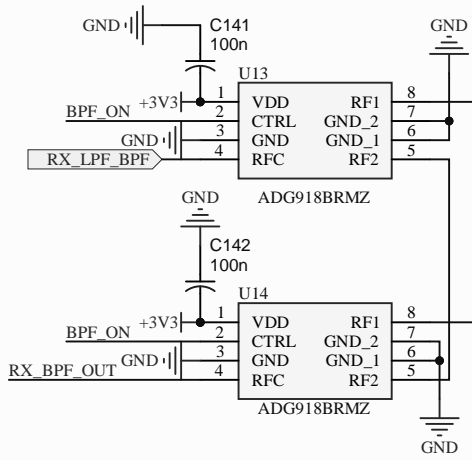 GND
C141
100n
U13
+3V3 1 VDD RF1 8
BPF_ON 2 CTRL GND_2 7
GND 3 GND GND_1 6
RX_LPF_BPF 4 RFC RF2 5
GND
ADG918BRMZ
GND
C142
100n
U14
+3V3 1 VDD RF1 8
BPF_ON 2 CTRL GND_2 7
GND 3 GND GND_1 6
RX_BPF_OUT 4 RFC RF2 5
ADG918BRMZ
GND